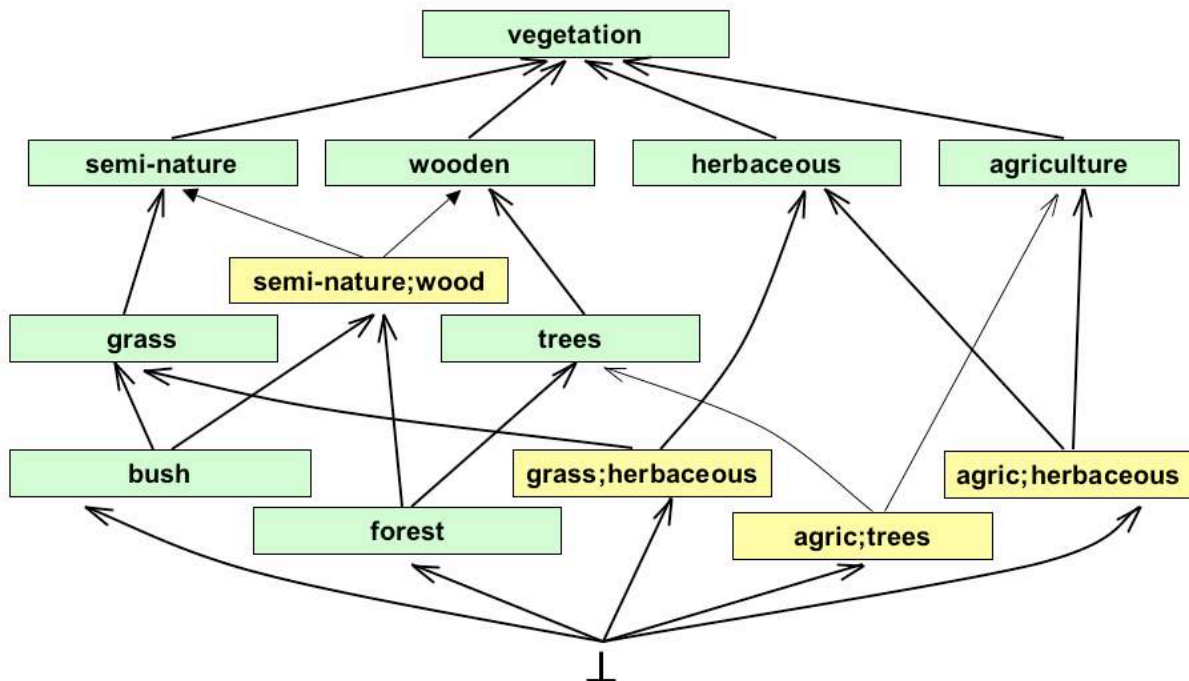 vegetation
semi-nature
wooden
herbaceous
agriculture
semi-nature;wood
grass
trees
bush
grass;herbaceous
agric;herbaceous
forest
agric;trees
⊥